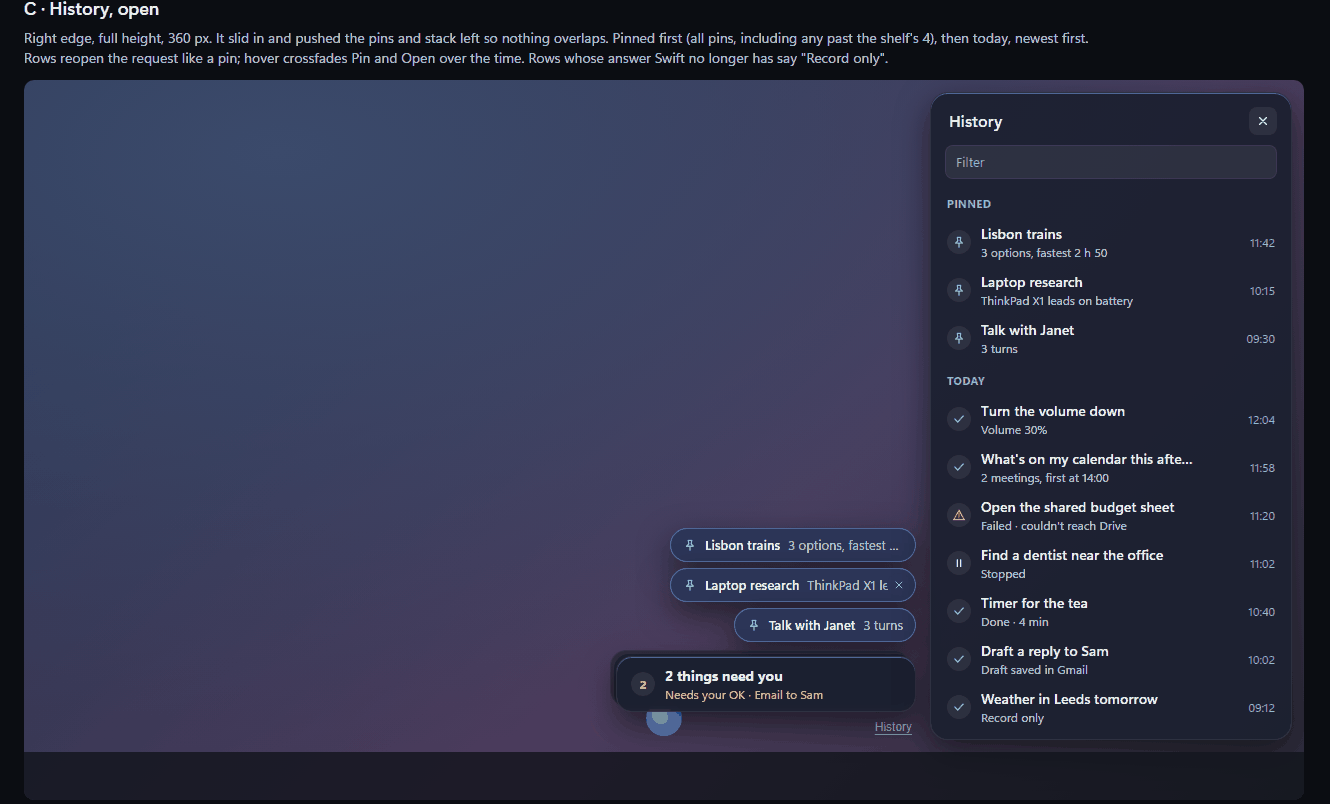 C · History, open
Right edge, full height, 360 px. It slid in and pushed the pins and stack left so nothing overlaps. Pinned first (all pins, including any past the shelf's 4), then today, newest first.
Rows reopen the request like a pin; hover crossfades Pin and Open over the time. Rows whose answer Swift no longer has say "Record only".
History
Filter
PINNED
Lisbon trains
3 options, fastest 2 h 50
11:42
Laptop research
ThinkPad X1 leads on battery
10:15
Talk with Janet
3 turns
09:30
TODAY
Turn the volume down
Volume 30%
12:04
What's on my calendar this afte...
2 meetings, first at 14:00
11:58
Open the shared budget sheet
Failed · couldn't reach Drive
11:20
Find a dentist near the office
Stopped
11:02
Timer for the tea
Done · 4 min
10:40
Draft a reply to Sam
Draft saved in Gmail
10:02
Weather in Leeds tomorrow
Record only
09:12
Lisbon trains 3 options, fastest ...
Laptop research ThinkPad X1 le
Talk with Janet 3 turns
2
2 things need you
Needs your OK · Email to Sam
History